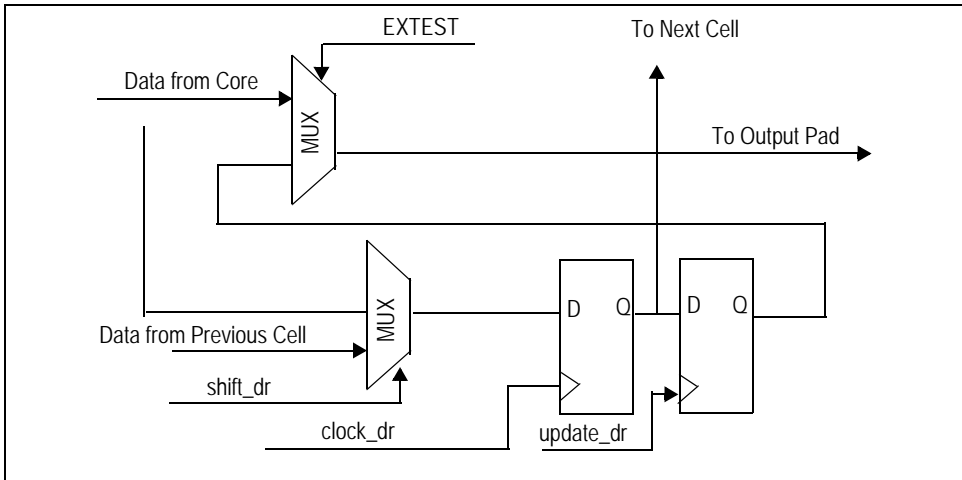 EXTEST
To Next Cell
Data from Core
MUX
To Output Pad
MUX
D
Q
D
Q
Data from Previous Cell
shift_dr
clock_dr
update_dr